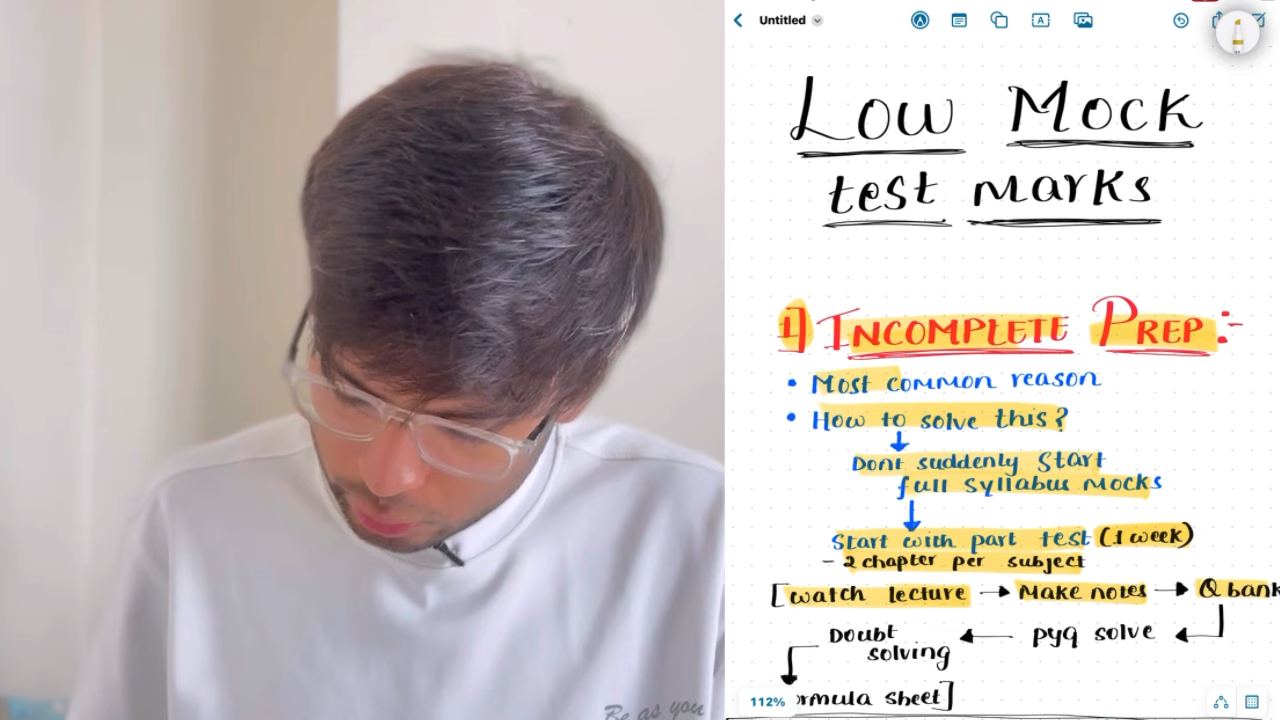 Untitled
Low Mock
test marks
1] INCOMPLETE PREP:-
• Most common reason
• How to solve this?
Dont suddenly start
full syllabus mocks
Start with part test (1 week)
- 2 chapter per subject
[watch lecture → Make notes → Q bank
Doubt ← pyq solve ←
solving
112% ormula sheet]
Be as you